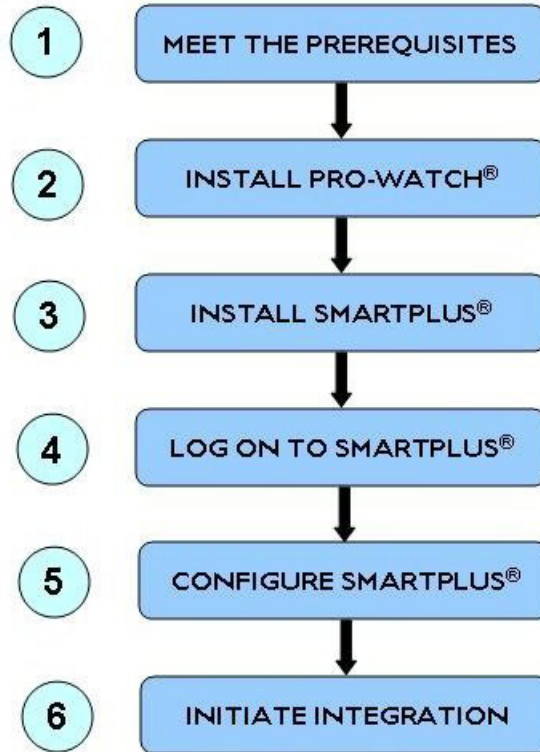 1 MEET THE PREREQUISITES
2 INSTALL PRO-WATCH®
3 INSTALL SMARTPLUS®
4 LOG ON TO SMARTPLUS®
5 CONFIGURE SMARTPLUS®
6 INITIATE INTEGRATION